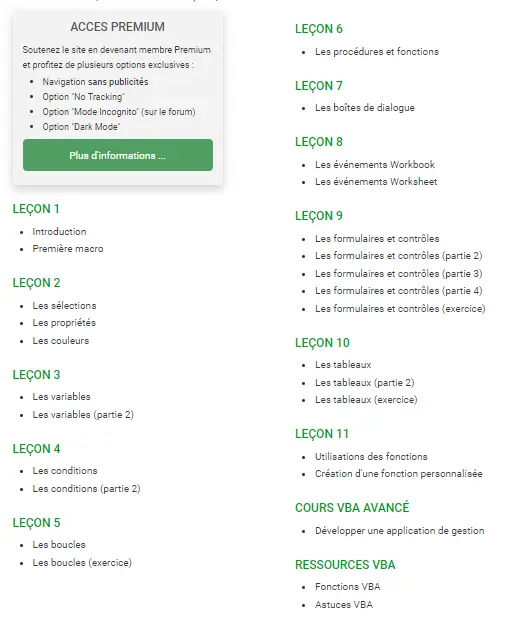 ACCES PREMIUM
Soutenez le site en devenant membre Premium
et profitez de plusieurs options exclusives :
• Navigation sans publicités
• Option "No Tracking"
• Option "Mode Incognito" (sur le forum)
• Option "Dark Mode"
Plus d'informations ...
LEÇON 1
• Introduction
• Première macro
LEÇON 2
• Les sélections
• Les propriétés
• Les couleurs
LEÇON 3
• Les variables
• Les variables (partie 2)
LEÇON 4
• Les conditions
• Les conditions (partie 2)
LEÇON 5
• Les boucles
• Les boucles (exercice)
LEÇON 6
• Les procédures et fonctions
LEÇON 7
• Les boîtes de dialogue
LEÇON 8
• Les événements Workbook
• Les événements Worksheet
LEÇON 9
• Les formulaires et contrôles
• Les formulaires et contrôles (partie 2)
• Les formulaires et contrôles (partie 3)
• Les formulaires et contrôles (partie 4)
• Les formulaires et contrôles (exercice)
LEÇON 10
• Les tableaux
• Les tableaux (partie 2)
• Les tableaux (exercice)
LEÇON 11
• Utilisations des fonctions
• Création d'une fonction personnalisée
COURS VBA AVANCÉ
• Développer une application de gestion
RESSOURCES VBA
• Fonctions VBA
• Astuces VBA